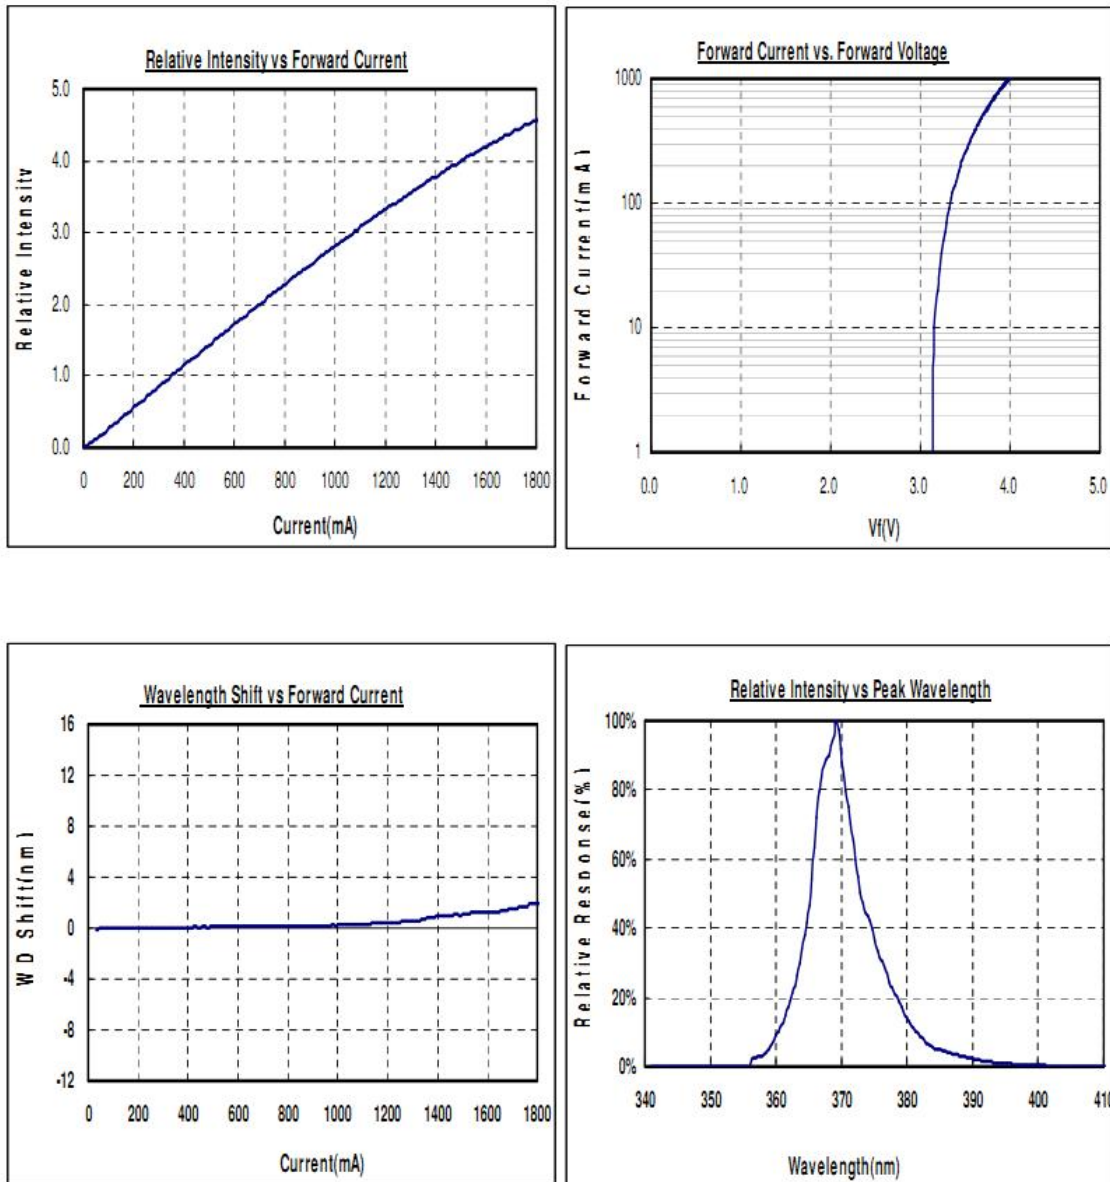 Relative Intensity vs Forward Current
5.0
4.0
3.0
2.0
1.0
0.0
Relative Intensity
0 200 400 600 800 1000 1200 1400 1600 1800
Current(mA)
Forward Current vs. Forward Voltage
1000
100
10
1
Forward Current(mA)
0.0 1.0 2.0 3.0 4.0 5.0
Vf(V)
Wavelength Shift vs Forward Current
16
12
8
4
0
-4
-8
-12
WD Shift(nm)
0 200 400 600 800 1000 1200 1400 1600 1800
Current(mA)
Relative Intensity vs Peak Wavelength
100%
80%
60%
40%
20%
0%
Relative Response(%)
340 350 360 370 380 390 400 410
Wavelength(nm)